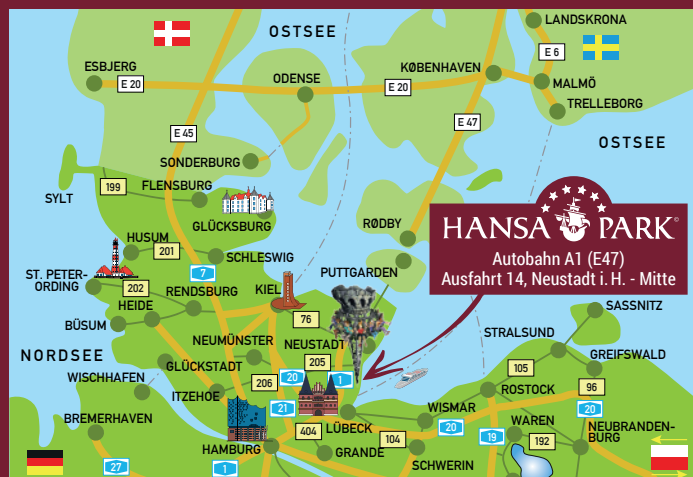 OSTSEE
LANDSKRONA
E 6
ESBJERG
E 20
ODENSE
E 20
KØBENHAVEN
MALMÖ
TRELLEBORG
E 45
E 47
OSTSEE
SONDERBURG
199
FLENSBURG
SYLT
GLÜCKSBURG
RØDBY
HANSA PARK®
Autobahn A1 (E47)
Ausfahrt 14, Neustadt i. H. - Mitte
HUSUM
201
SCHLESWIG
PUTTGARDEN
7
ST. PETER-
ORDING
202
RENDSBURG
KIEL
HEIDE
76
SASSNITZ
BÜSUM
NEUMÜNSTER
NEUSTADT
STRALSUND
NORDSEE
GLÜCKSTADT
205
105
GREIFSWALD
WISCHHAFEN
206
20
1
ITZEHOE
ROSTOCK
96
21
WISMAR
20
BREMERHAVEN
LÜBECK
20
WAREN
NEUBRANDEN-
BURG
404
104
19
192
HAMBURG
GRANDE
SCHWERIN
27
1